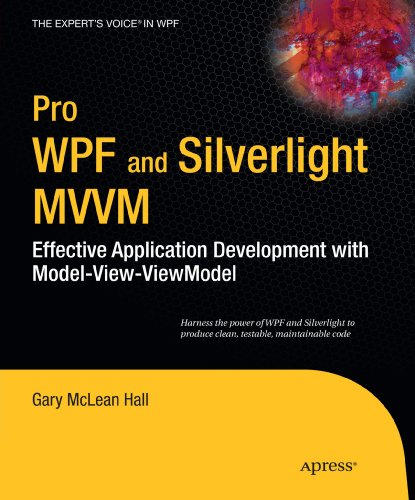 THE EXPERT'S VOICE® IN WPF
Pro
WPF and Silverlight
MVVM
Effective Application Development with
Model-View-ViewModel
Harness the power of WPF and Silverlight to
produce clean, testable, maintainable code
Gary McLean Hall
Apress®